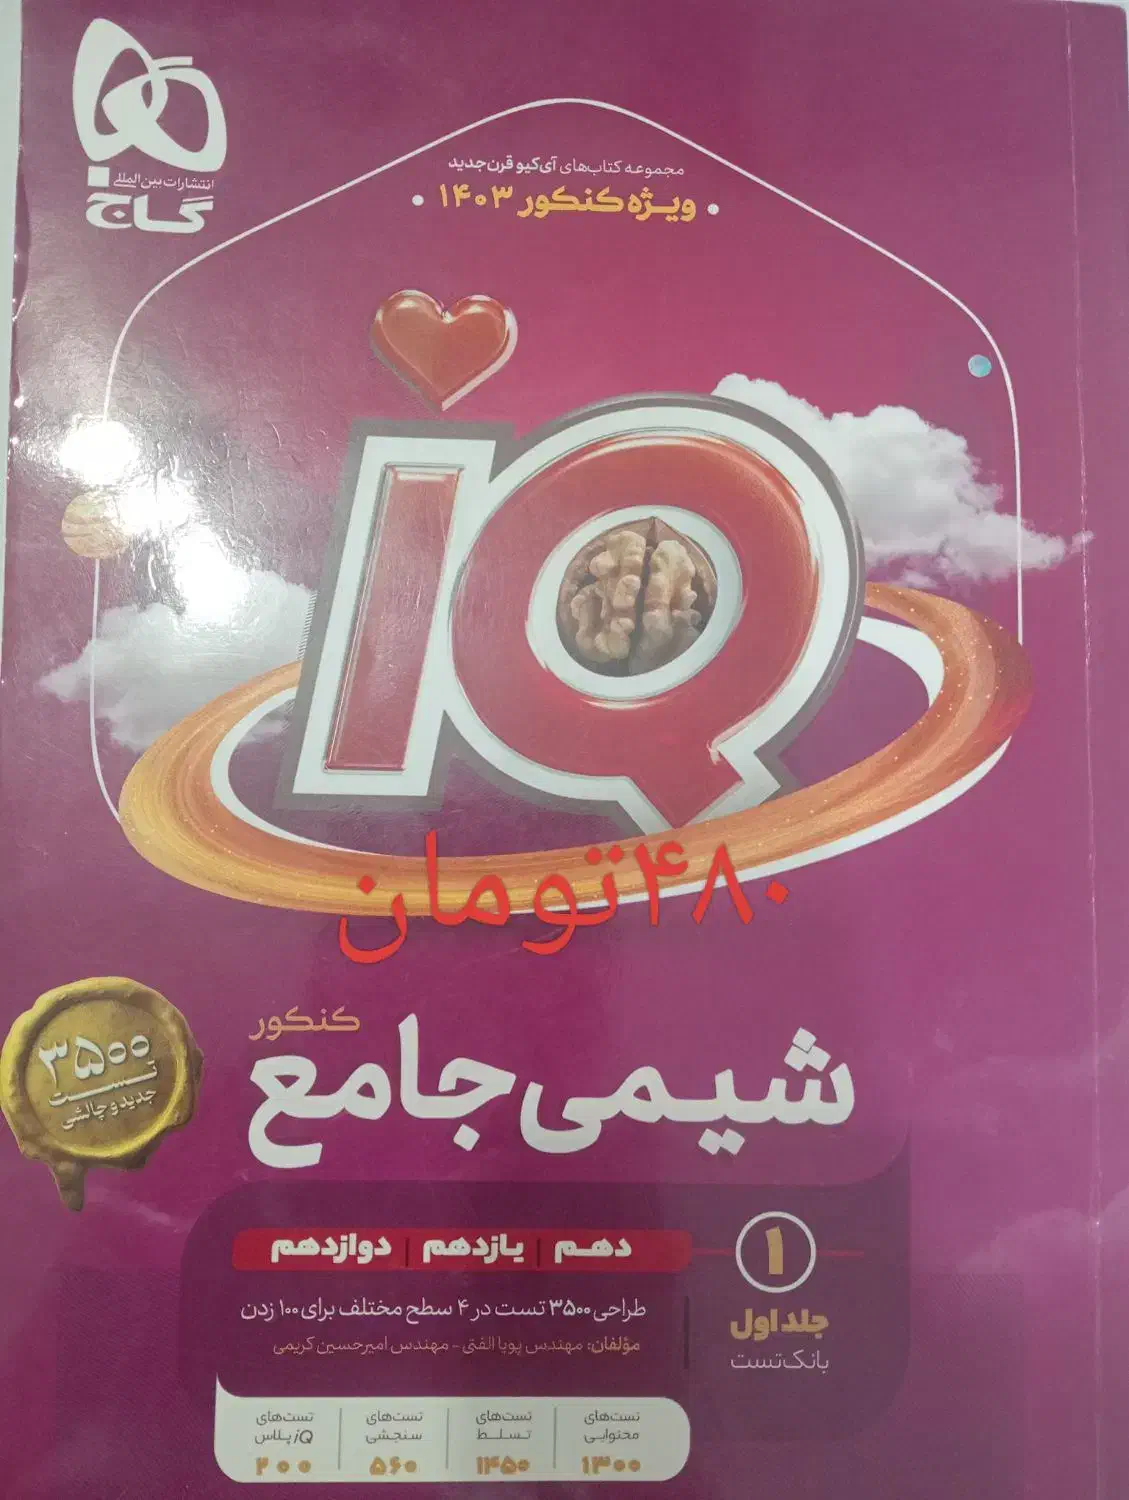 انتشارات بین‌المللی
گاج
مجموعه کتاب‌های آی‌کیو قرن جدید
• ویژه کنکور ۱۴۰۳ •
iQ
۴۸۰تومان
کنکور
شیمی جامع
۳۵۰۰
تست
جدید و چالشی
۱
جلد اول
بانک تست
دهم | یازدهم | دوازدهم
طراحی ۳۵۰۰ تست در ۴ سطح مختلف برای ۱۰۰ زدن
مؤلفان: مهندس پویا الفتی - مهندس امیرحسین کریمی
تست‌های محتوایی
۱۳۰۰
تست‌های تسلط
۱۴۵۰
تست‌های سنجشی
۵۶۰
تست‌های iQ پلاس
۲۰۰